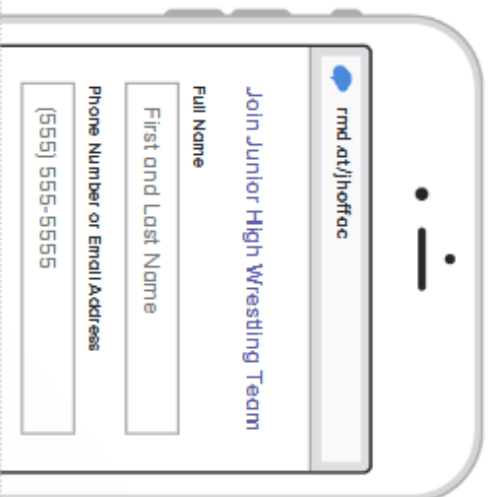 rmd.at/jhoffac
Join Junior High Wrestling Team
Full Name
First and Last Name
Phone Number or Email Address
(555) 555-5555